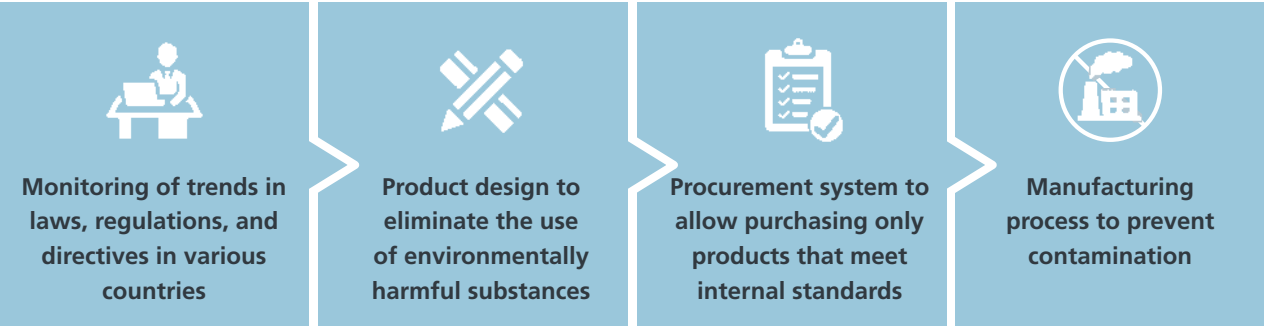 Monitoring of trends in
laws, regulations, and
directives in various
countries
Product design to
eliminate the use
of environmentally
harmful substances
Procurement system to
allow purchasing only
products that meet
internal standards
Manufacturing
process to prevent
contamination